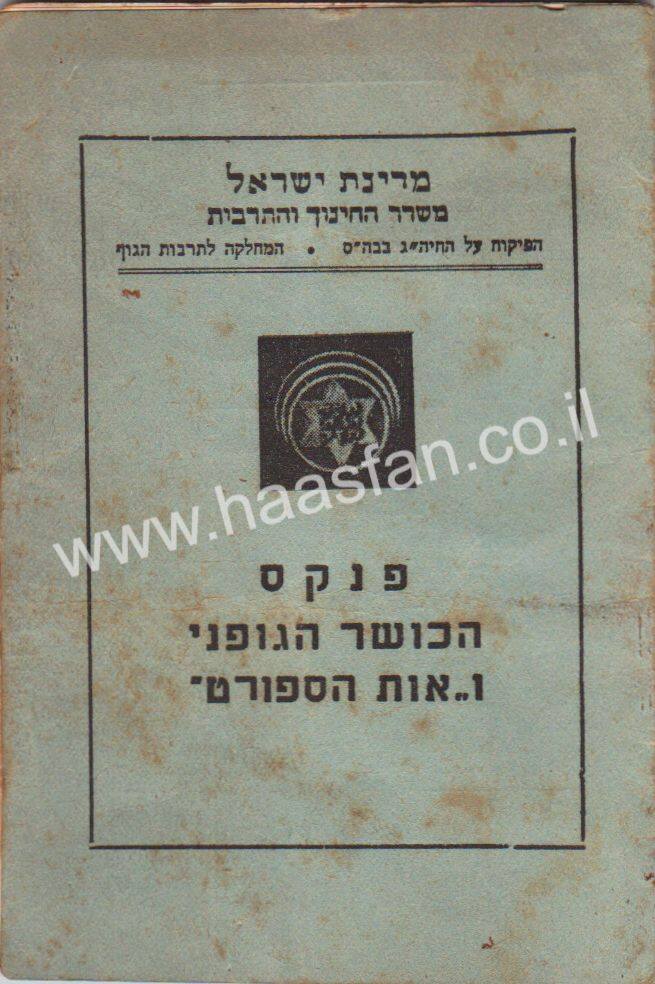 מדינת ישראל
משרד החינוך והתרבות
הפיקוח על החיה״ג בבה״ס • המחלקה לתרבות הגוף
www.haasfan.co.il
פנקס
הכושר הגופני
ו„אות הספורט״